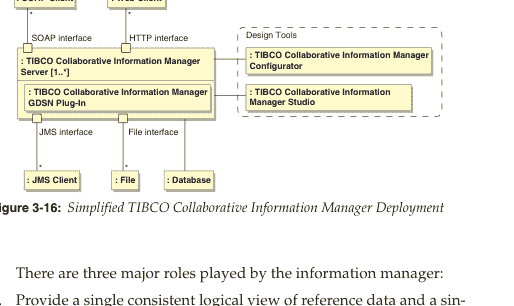 SOAP interface
HTTP interface
Design Tools
: TIBCO Collaborative Information Manager
Server [1..*]
: TIBCO Collaborative Information Manager
GDSN Plug-In
: TIBCO Collaborative Information Manager
Configurator
: TIBCO Collaborative Information
Manager Studio
JMS interface
File interface
: JMS Client
: File
: Database
igure 3-16: Simplified TIBCO Collaborative Information Manager Deployment
There are three major roles played by the information manager:
Provide a single consistent logical view of reference data and a sin-